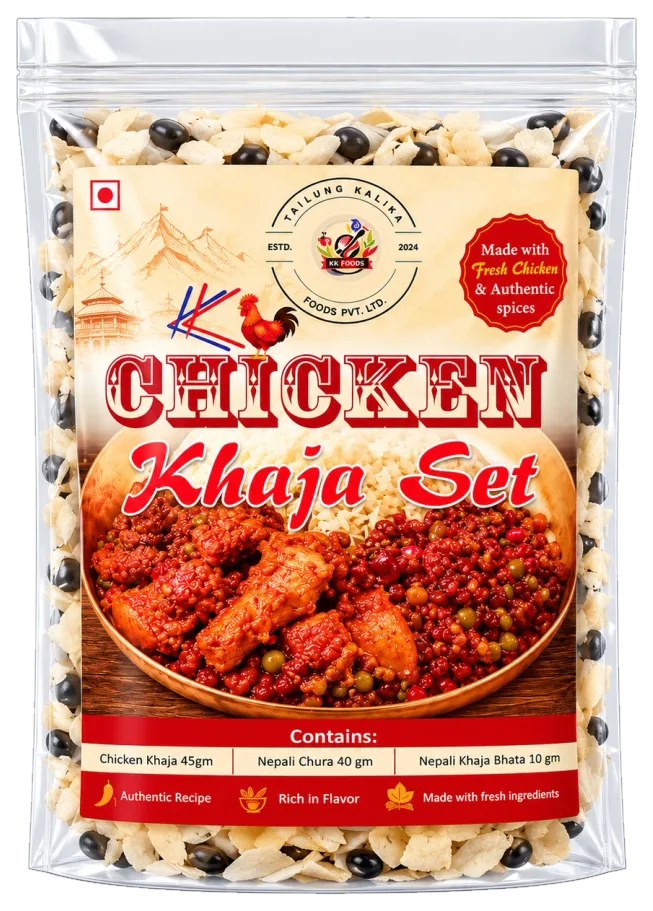 TAILUNG KALIKA
ESTD.
2024
KK FOODS
FOODS PVT. LTD.
Made with
Fresh Chicken
& Authentic
spices
KK
CHICKEN
Khaja Set
Contains:
Chicken Khaja 45gm
Nepali Chura 40 gm
Nepali Khaja Bhata 10 gm
Authentic Recipe
Rich in Flavor
Made with fresh ingredients